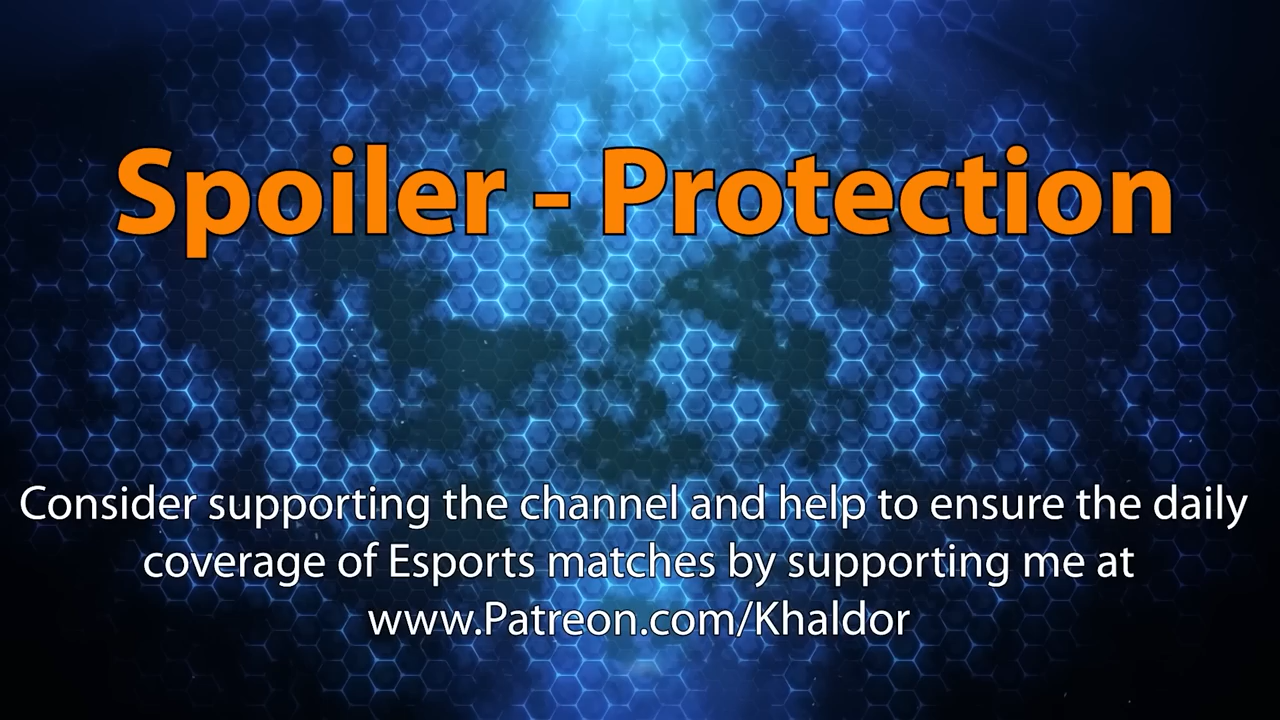 Spoiler - Protection
Consider supporting the channel and help to ensure the daily
coverage of Esports matches by supporting me at
www.Patreon.com/Khaldor